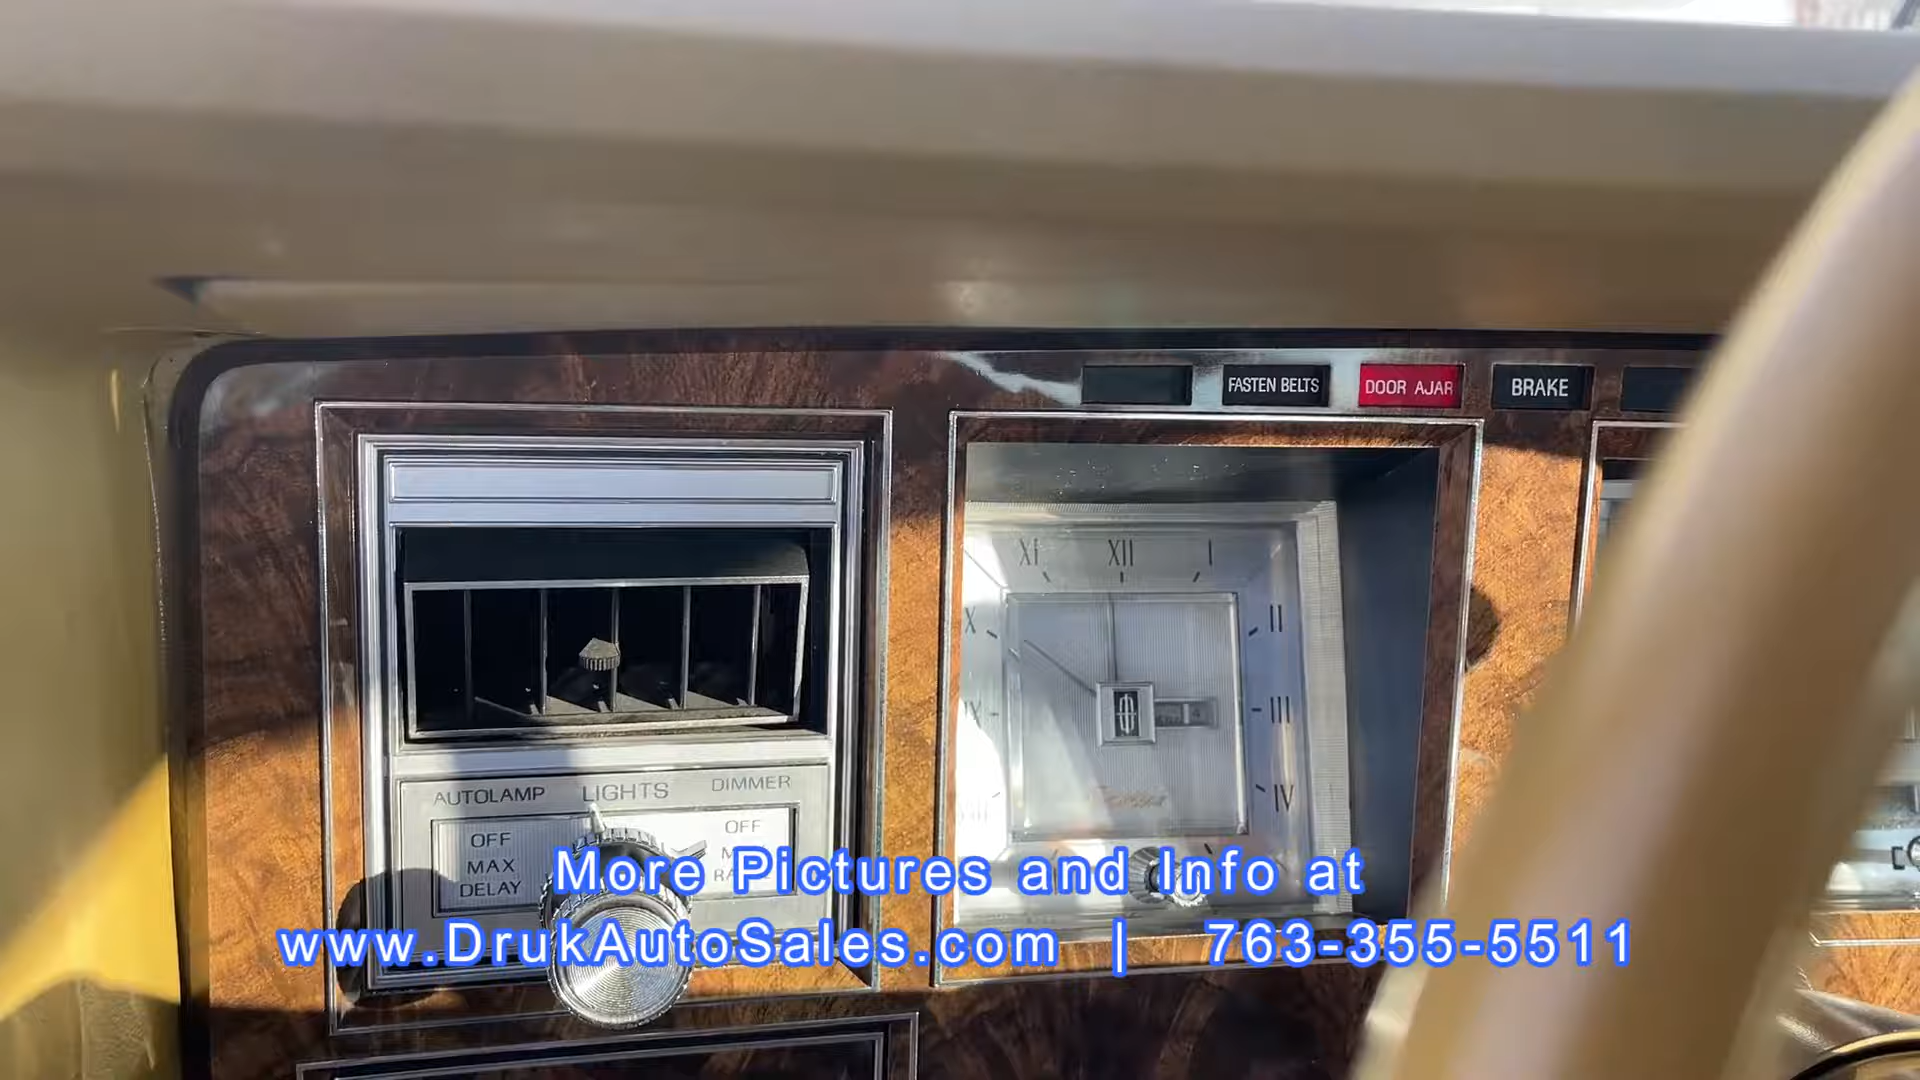 FASTEN BELTS
DOOR AJAR
BRAKE
XI XII I
X II
IX III
IV
AUTOLAMP LIGHTS DIMMER
OFF OFF
MAX
DELAY
More Pictures and Info at
www.DrukAutoSales.com | 763-355-5511